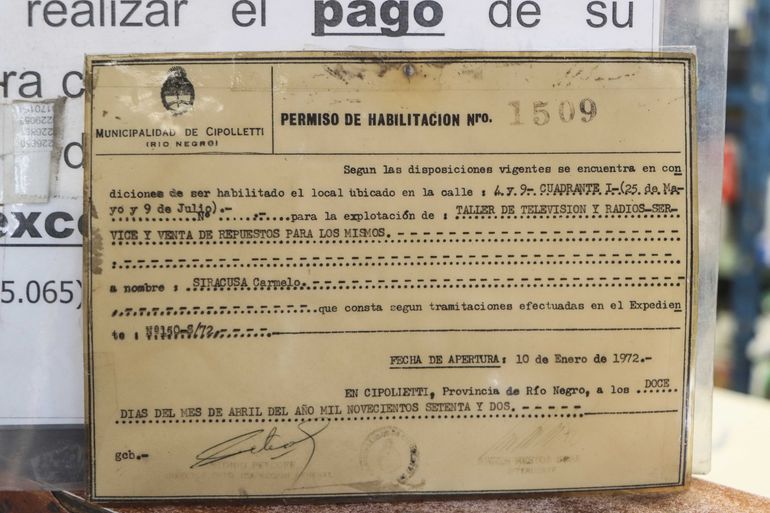 realizar el pago de su
ra c
d
exc
5.065)
MUNICIPALIDAD DE CIPOLLETTI
(RIO NEGRO)
PERMISO DE HABILITACION Nro. 1509
Segun las disposiciones vigentes se encuentra en con
diciones de ser habilitado el local ubicado en la calle : 4 y 9- CUADRANTE I-(25 de Ma-
yo y 9 de Julio).-
Nº ..... .-....para la explotación de : TALLER DE TELEVISION Y RADIOS-SER-
VICE Y VENTA DE REPUESTOS PARA LOS MISMOS.
a nombre : SIRACUSA Carmelo.
que consta segun tramitaciones efectuadas en el Expedien
te : Nº150-S/72.
FECHA DE APERTURA: 10 de Enero de 1972.-
EN CIPOLIETTI, Provincia de Río Negro, a los DOCE
DIAS DEL MES DE ABRIL DEL AÑO MIL NOVECIENTOS SETENTA Y DOS.
gcb.-